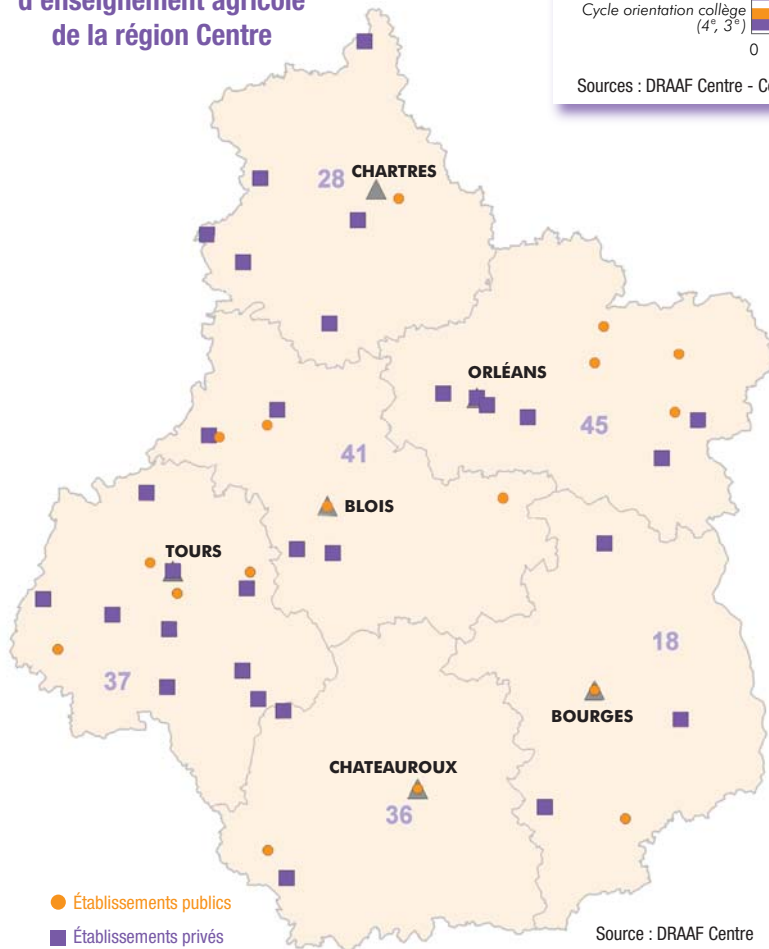 d'enseignement agricole
de la région Centre
Cycle orientation collège
(4e, 3e)
0
Sources : DRAAF Centre - C
28
CHARTRES
ORLÉANS
45
41
BLOIS
TOURS
37
18
BOURGES
CHATEAUROUX
36
Établissements publics
Établissements privés
Source : DRAAF Centre